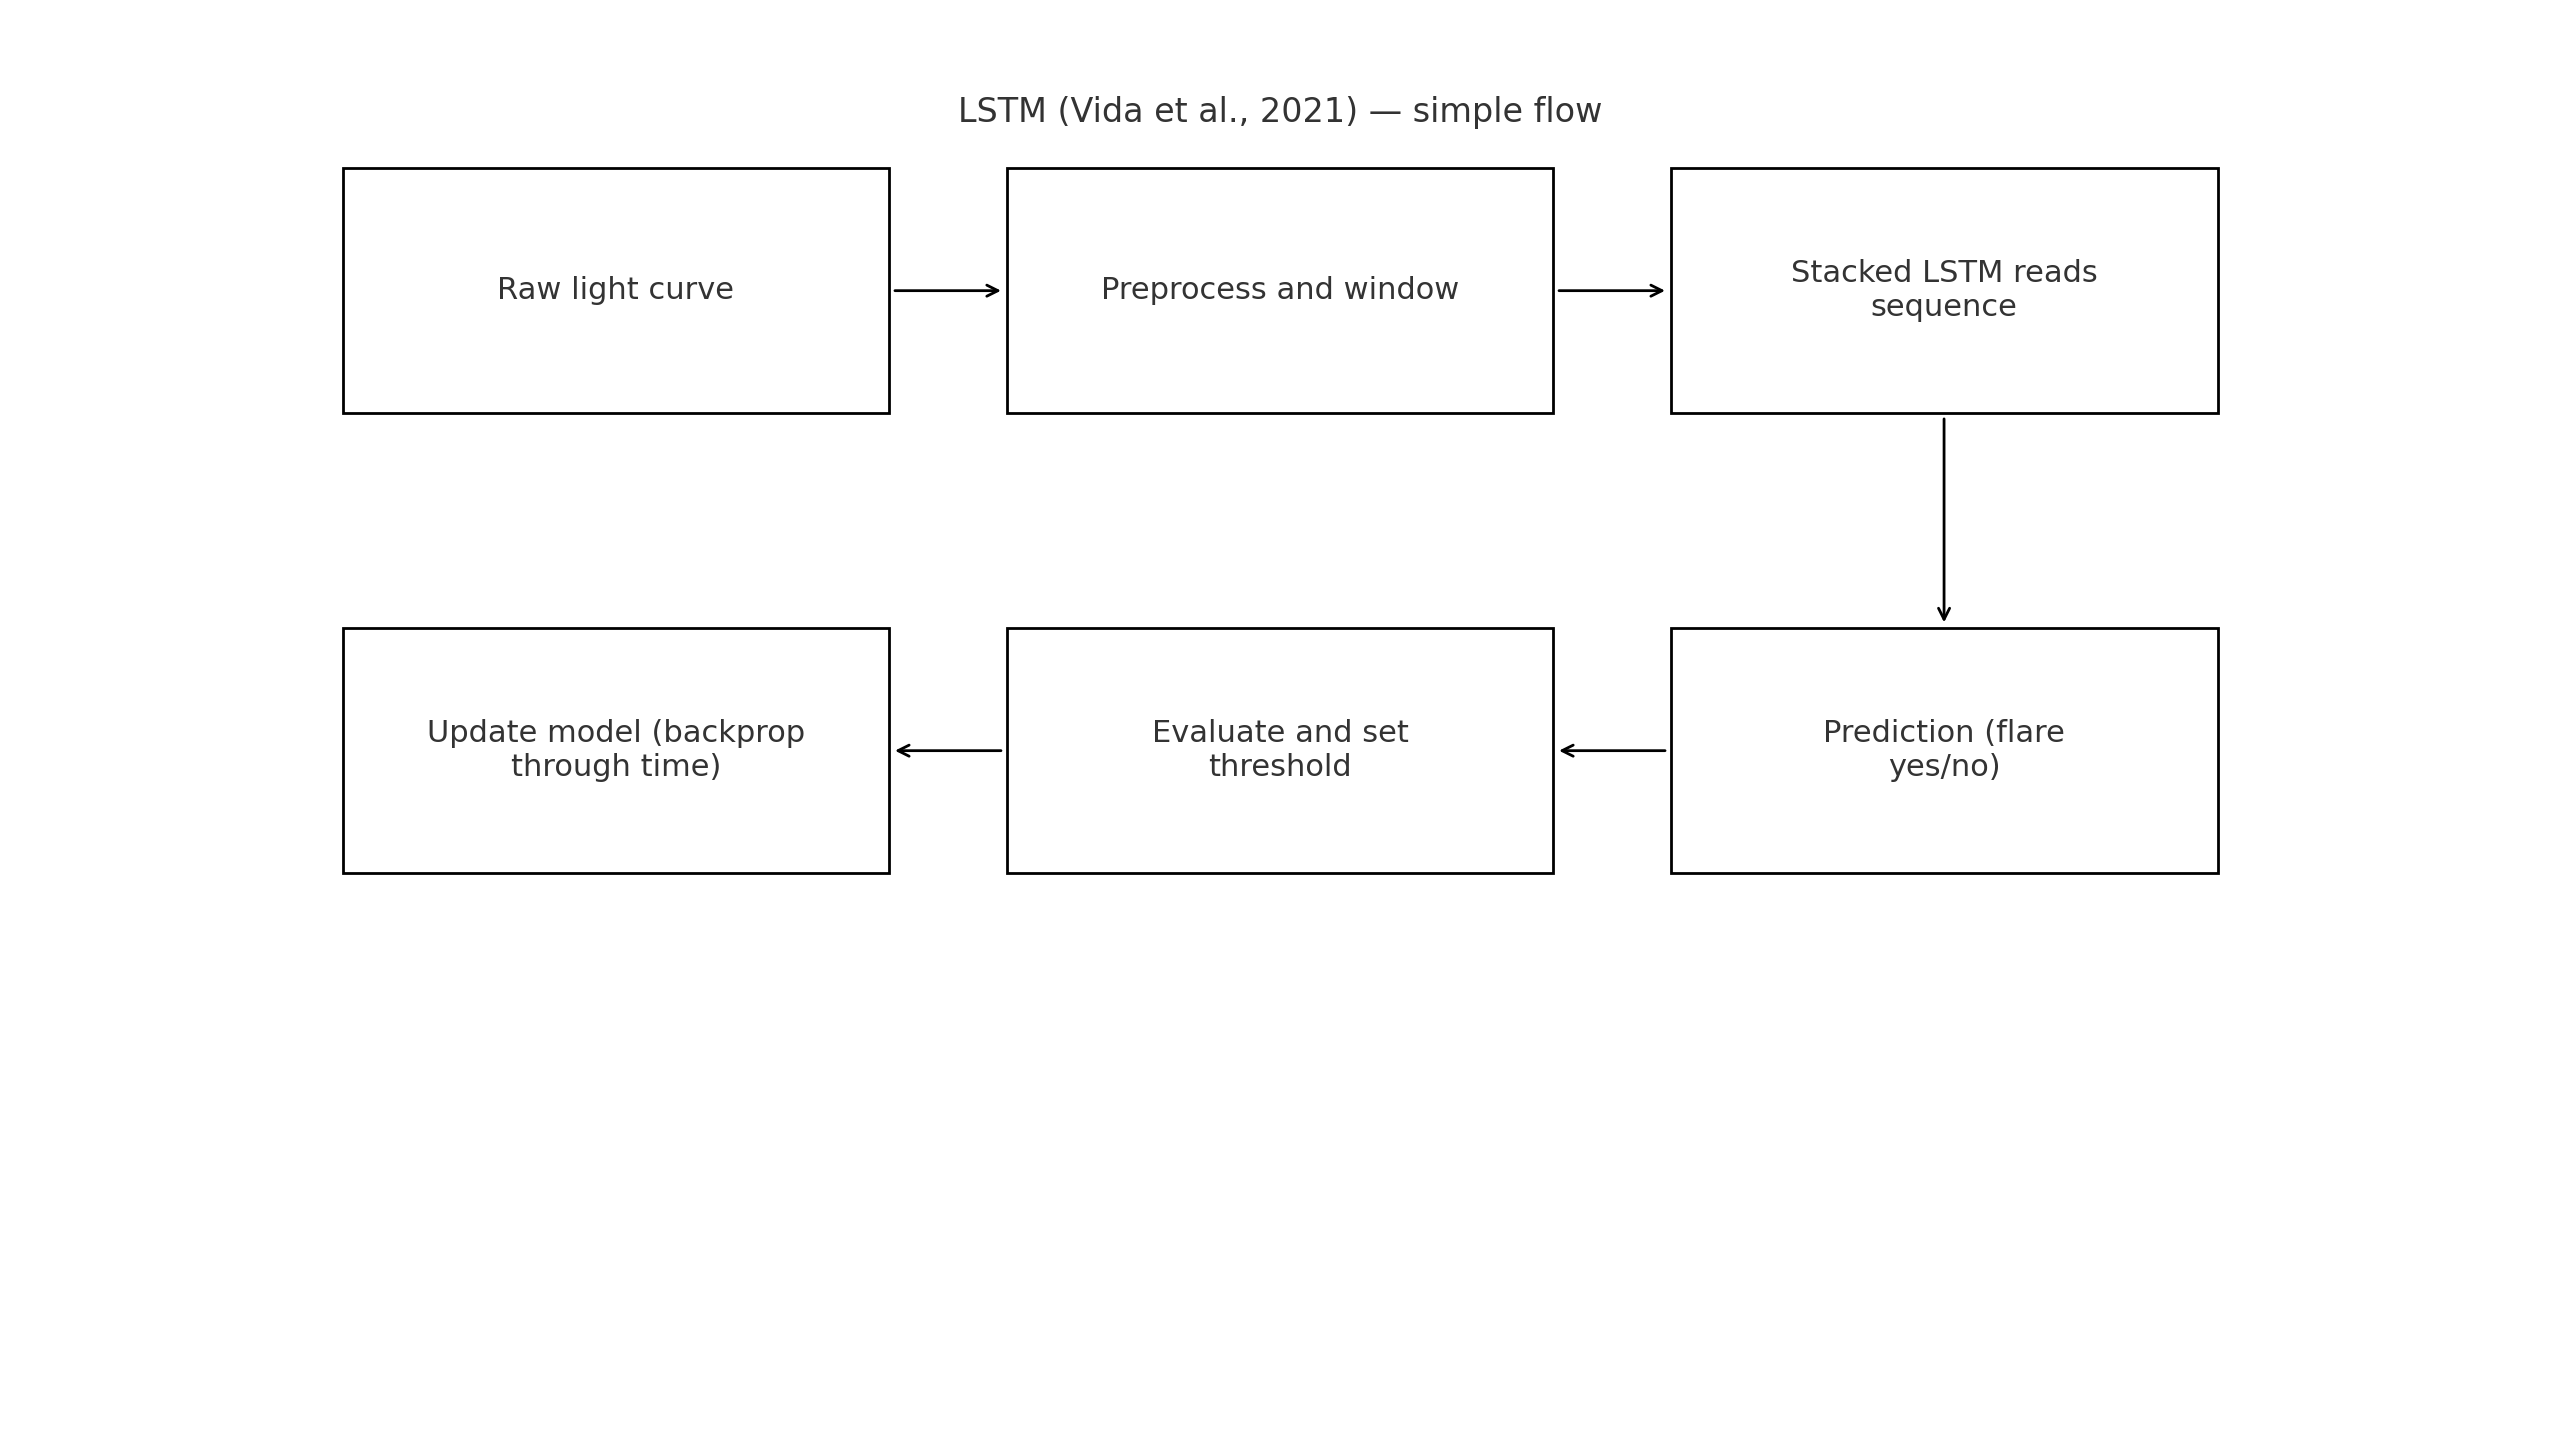 LSTM (Vida et al., 2021) — simple flow
Raw light curve
Preprocess and window
Stacked LSTM reads
sequence
Prediction (flare
yes/no)
Evaluate and set
threshold
Update model (backprop
through time)